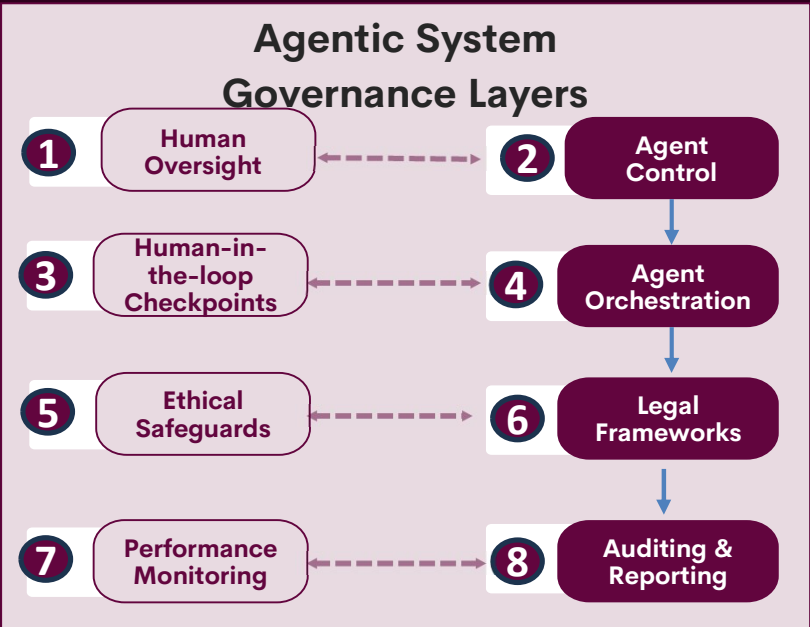 Agentic System
Governance Layers
1
Human
Oversight
2
Agent
Control
3
Human-in-
the-loop
Checkpoints
4
Agent
Orchestration
5
Ethical
Safeguards
6
Legal
Frameworks
7
Performance
Monitoring
8
Auditing &
Reporting